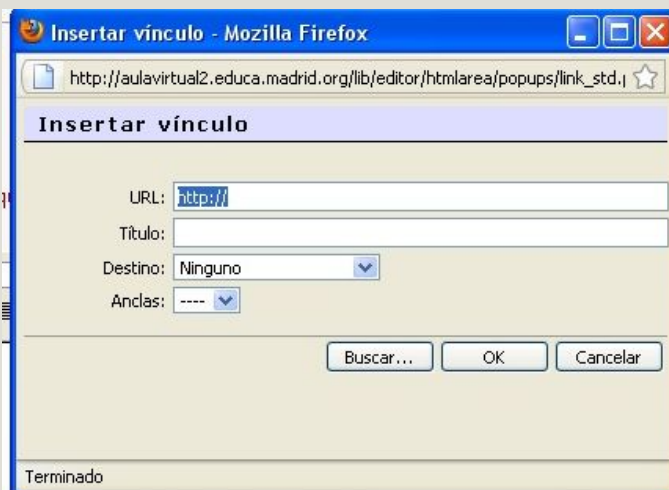 Insertar vínculo - Mozilla Firefox
http://aulavirtual2.educa.madrid.org/lib/editor/htmlarea/popups/link_std.p
Insertar vínculo
URL: http://
Título:
Destino: Ninguno
Anclas: ----
Buscar... OK Cancelar
Terminado